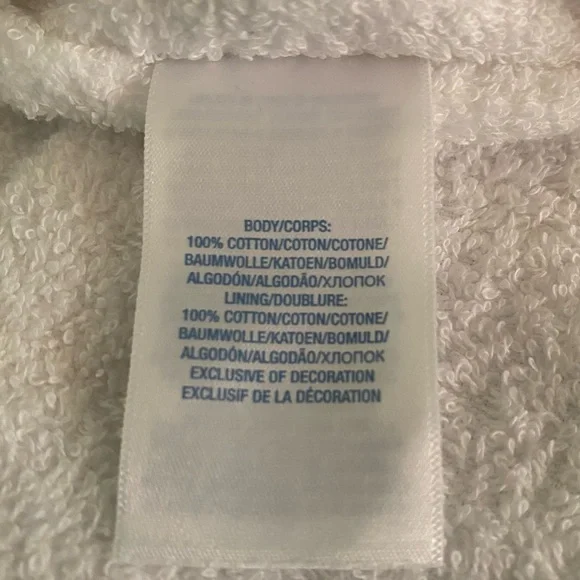 BODY/CORPS:
100% COTTON/COTON/COTONE/
BAUMWOLLE/KATOEN/BOMULD/
ALGODÓN/ALGODÃO/ХЛОПОК
LINING/DOUBLURE:
100% COTTON/COTON/COTONE/
BAUMWOLLE/KATOEN/BOMULD/
ALGODÓN/ALGODÃO/ХЛОПОК
EXCLUSIVE OF DECORATION
EXCLUSIF DE LA DÉCORATION